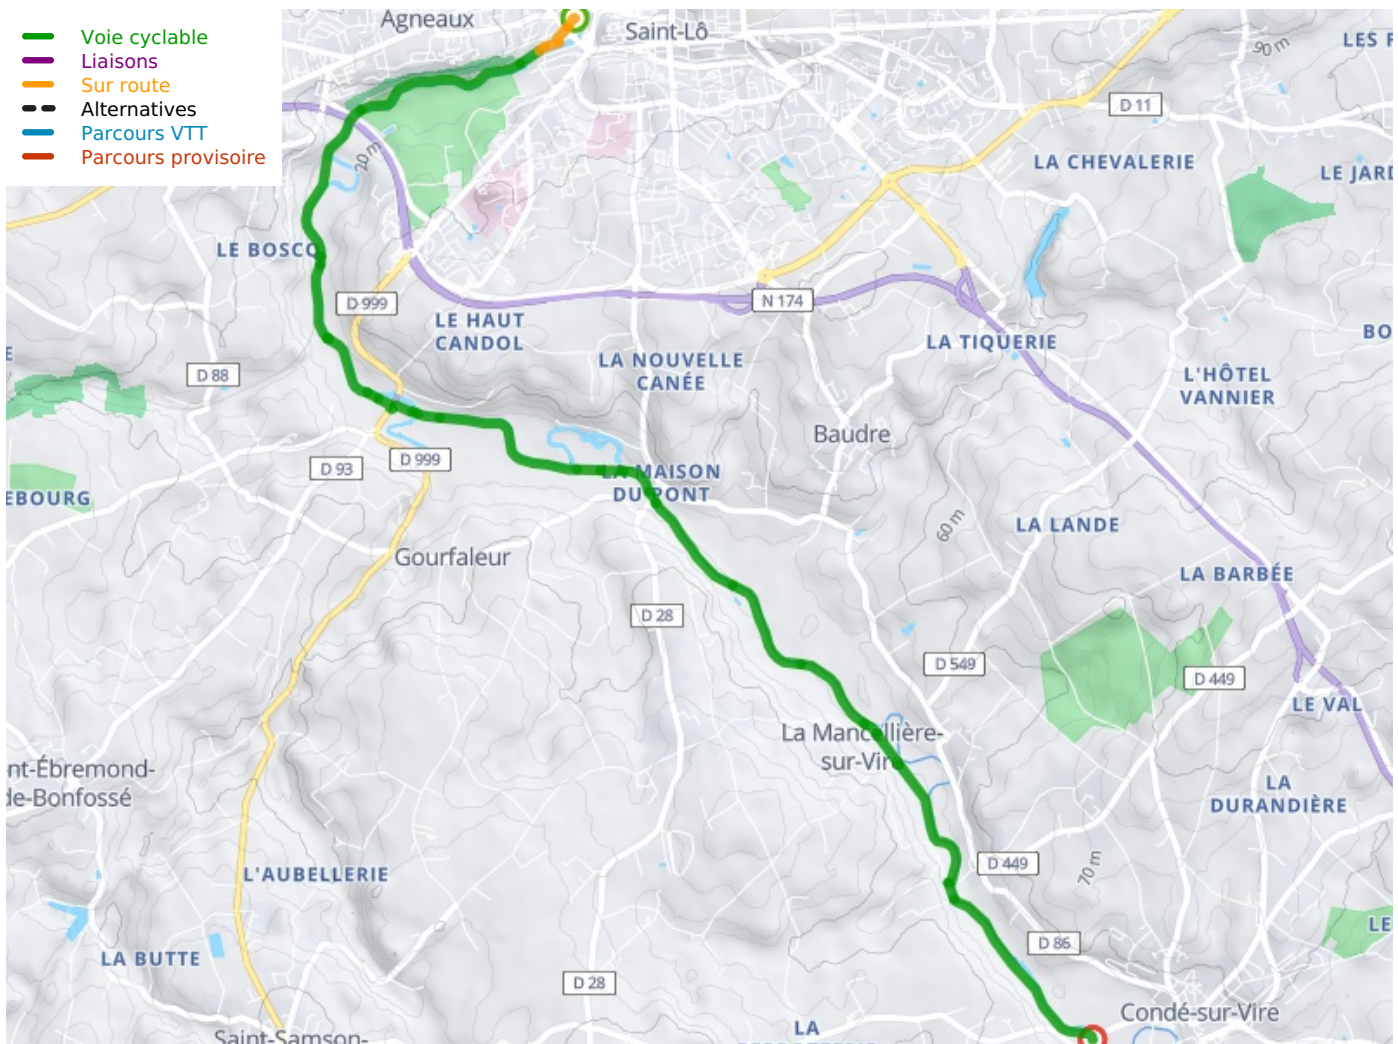 Voie cyclable
Liaisons
Sur route
Alternatives
Parcours VTT
Parcours provisoire
Agneaux
Saint-Lô
90 m
LES F
D 11
20 m
LA CHEVALERIE
LE JARD
LE BOSCQ
D 999
N 174
LE HAUT
CANDOL
LA NOUVELLE
CANÉE
LA TIQUERIE
BO
E
D 88
L'HÔTEL
VANNIER
Baudre
D 93
D 999
LA MAISON
DU PONT
EBOURG
60 m
LA LANDE
Gourfaleur
LA BARBÉE
D 28
D 549
D 449
LE VAL
La Mancellière-
sur-Vire
nt-Ébremond-
de-Bonfossé
LA
DURANDIÈRE
L'AUBELLERIE
D 449
70 m
LE
LA BUTTE
D 86
D 28
Condé-sur-Vire
Saint-Samson-
LA